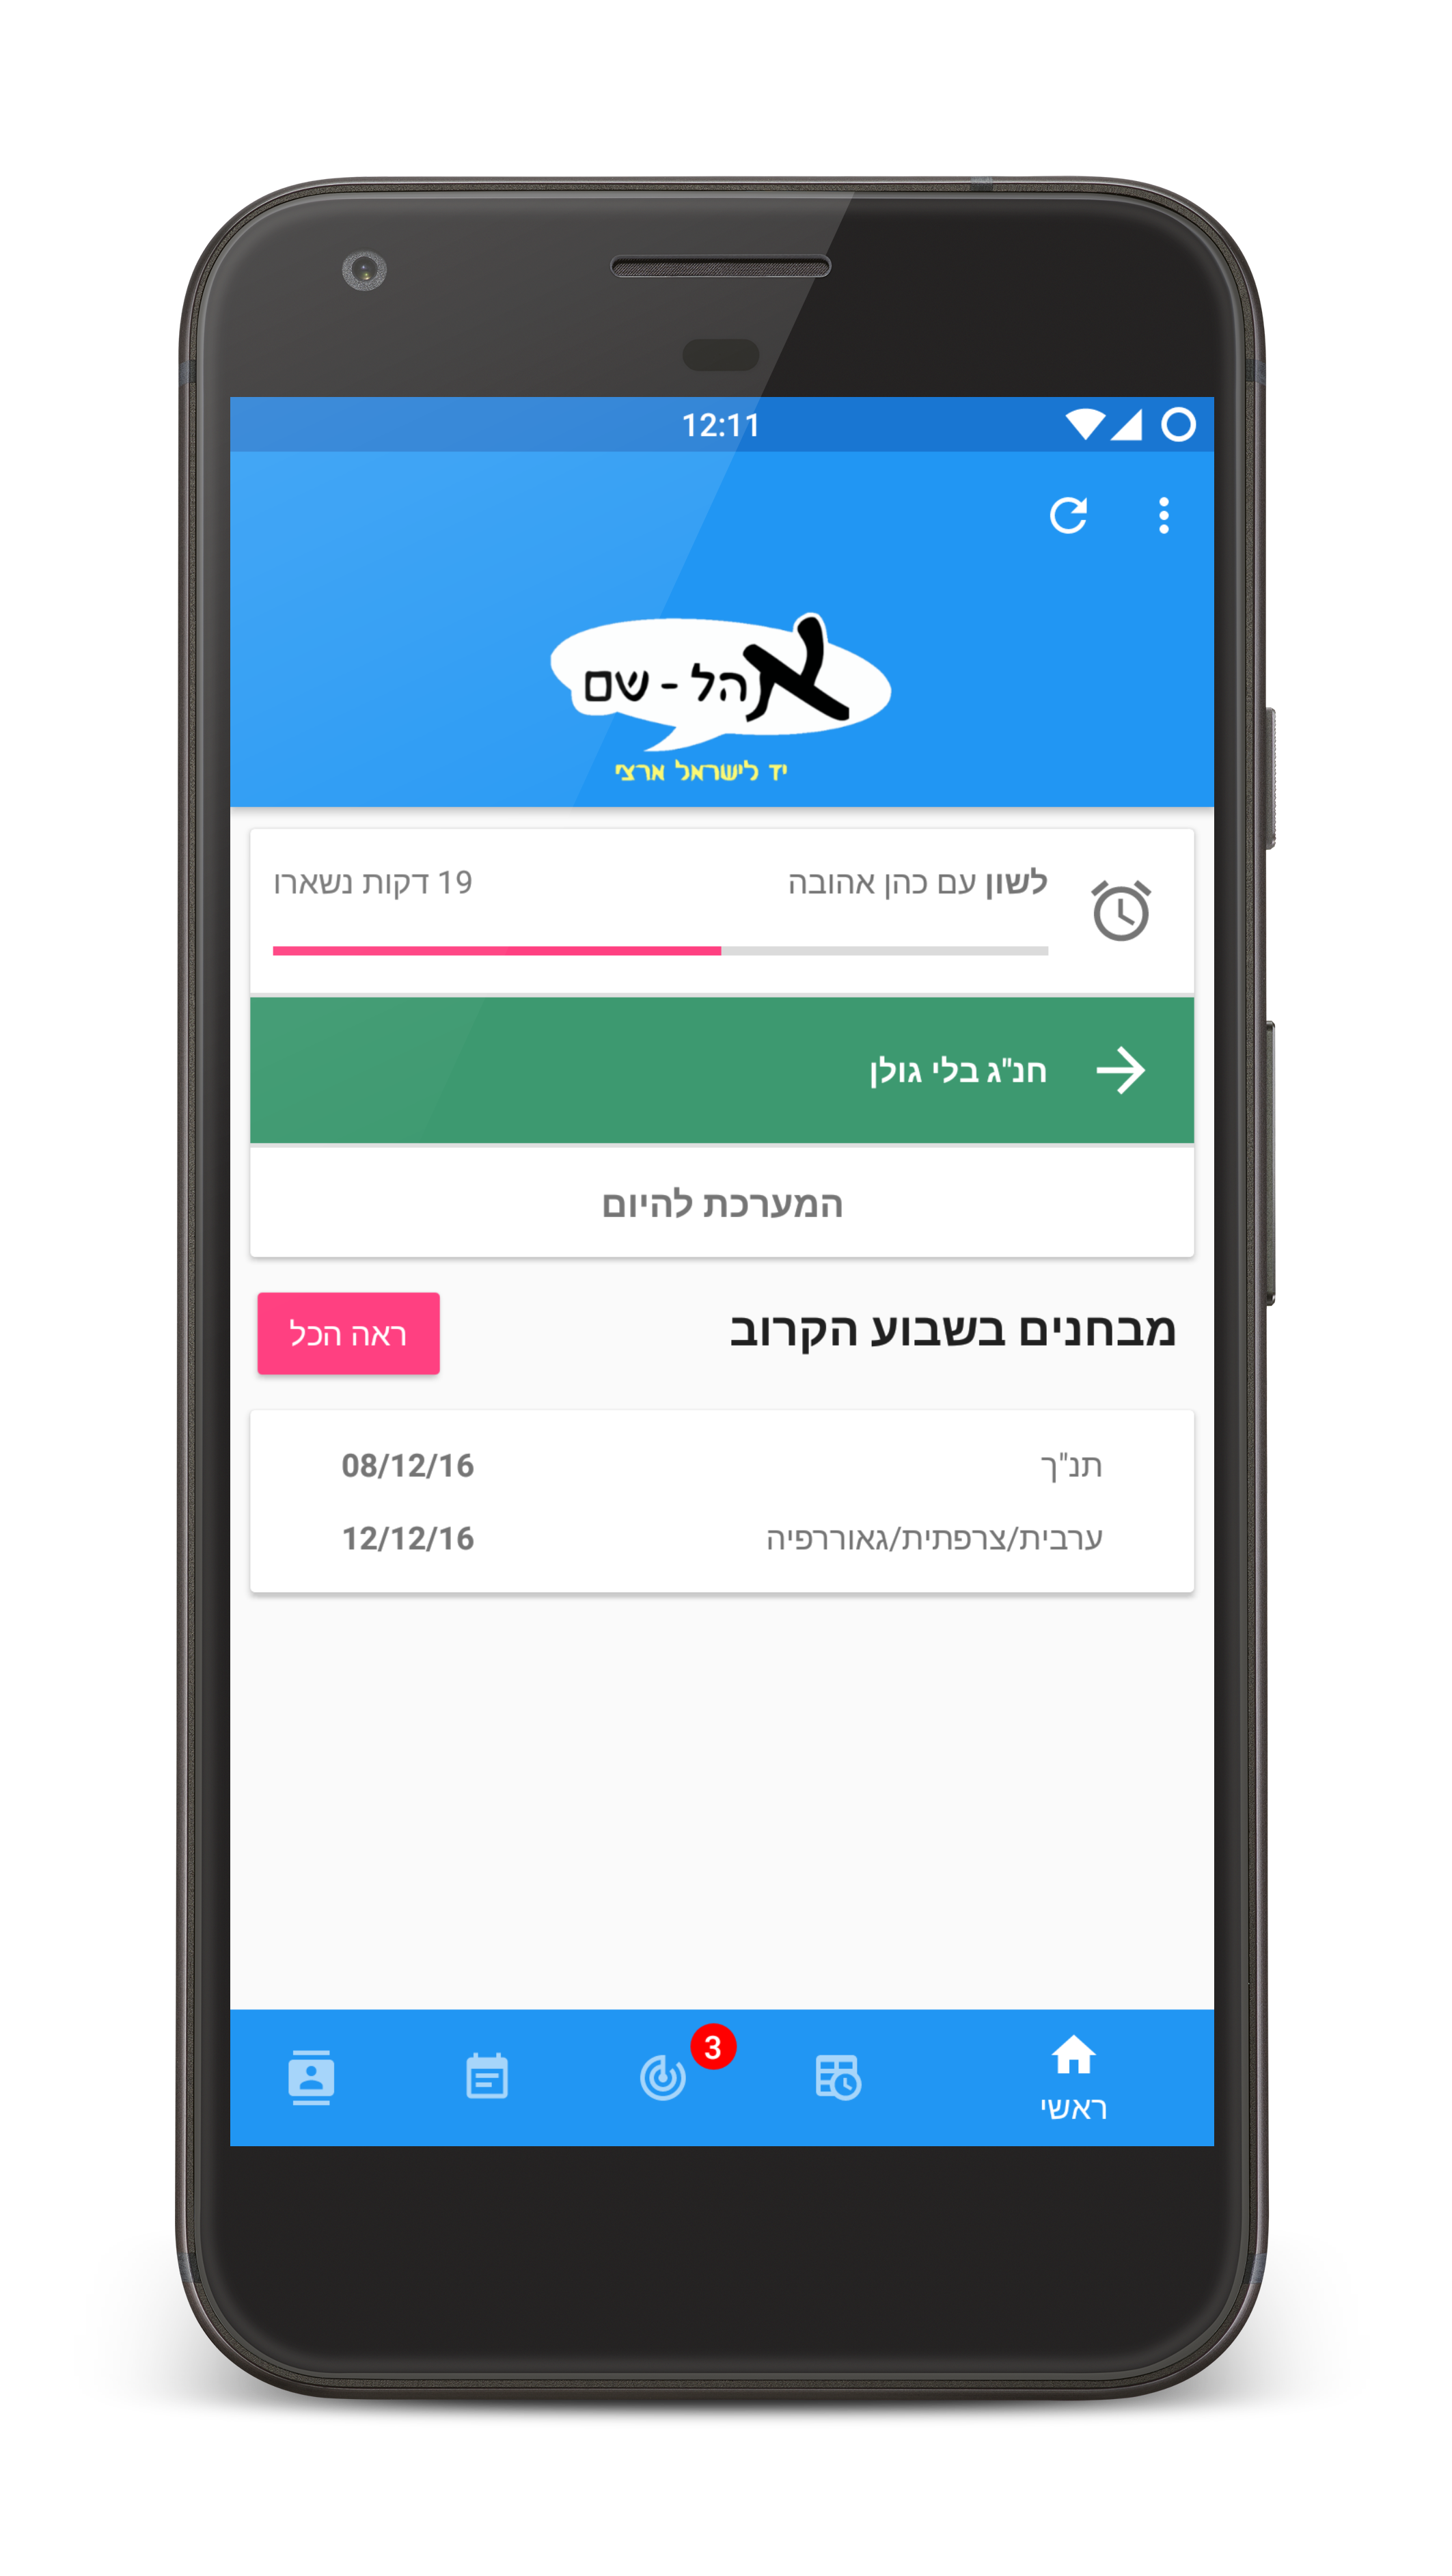 12:11
אהל - שם
יד לישראל ארצי
לשון עם כהן אהובה
19 דקות נשארו
חנ"ג בלי גולן
המערכת להיום
מבחנים בשבוע הקרוב
ראה הכל
תנ"ך 08/12/16
ערבית/צרפתית/גאוררפיה 12/12/16
3
ראשי